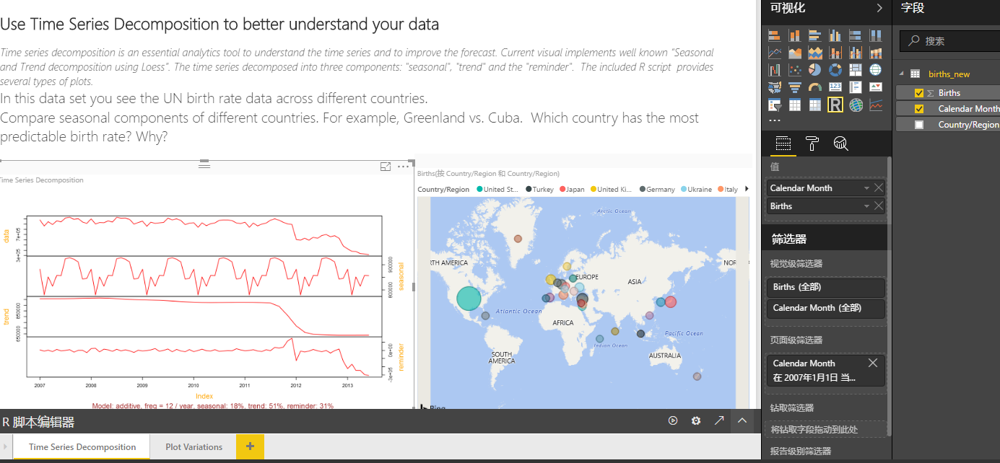 Use Time Series Decomposition to better understand your data
Time series decomposition is an essential analytics tool to understand the time series and to improve the forecast. Current visual implements well known "Seasonal
and Trend decomposition using Loess". The time series decomposed into three components: "seasonal", "trend" and the "reminder".  The included R script  provides
several types of plots.
In this data set you see the UN birth rate data across different countries.
Compare seasonal components of different countries. For example, Greenland vs. Cuba.  Which country has the most
predictable birth rate? Why?
Time Series Decomposition
data
7e+05
3e+05
seasonal
900000
800000
trend
850000
650000
reminder
0e+00
-3e+05
2007 2008 2009 2010 2011 2012 2013
Index
Model: additive, freq = 12 / year, seasonal: 18%, trend: 51%, reminder: 31%
Births(按 Country/Region 和 Country/Region)
Country/Region United St... Turkey Japan United Ki... Germany Ukraine Italy
Arctic Ocean
RTH AMERICA
EUROPE
ASIA
NOR
Atlantic Ocean
AFRICA
Pacific Ocean
Indian Ocean
SOUTH
AMERICA
AUSTRALIA
Bing
R 脚本编辑器
Time Series Decomposition
Plot Variations
+
可视化
123
R
...
值
Calendar Month
Births
筛选器
视觉级筛选器
Births (全部)
Calendar Month (全部)
页面级筛选器
Calendar Month
在 2007年1月1日 当...
钻取筛选器
将钻取字段拖动到此处
报告级别筛选器
字段
搜索
births_new
Σ Births
Calendar Month
Country/Region